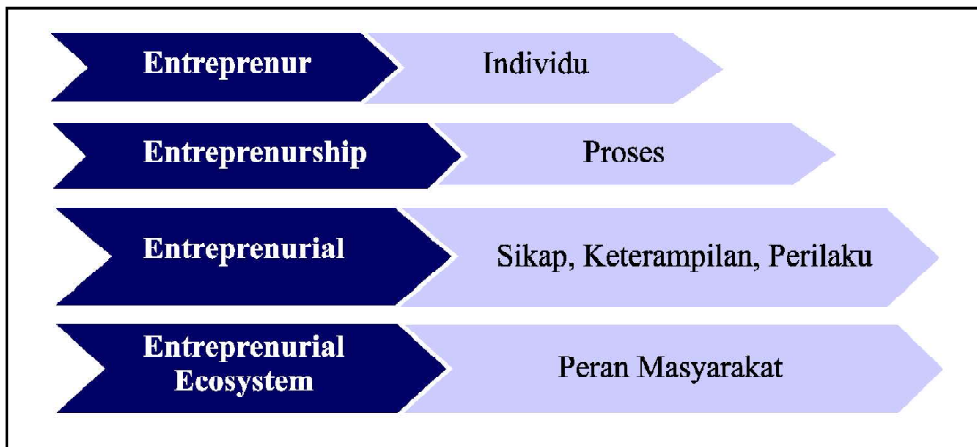 Entreprenur
Individu
Entreprenurship
Proses
Entreprenurial
Sikap, Keterampilan, Perilaku
Entreprenurial
Ecosystem
Peran Masyarakat